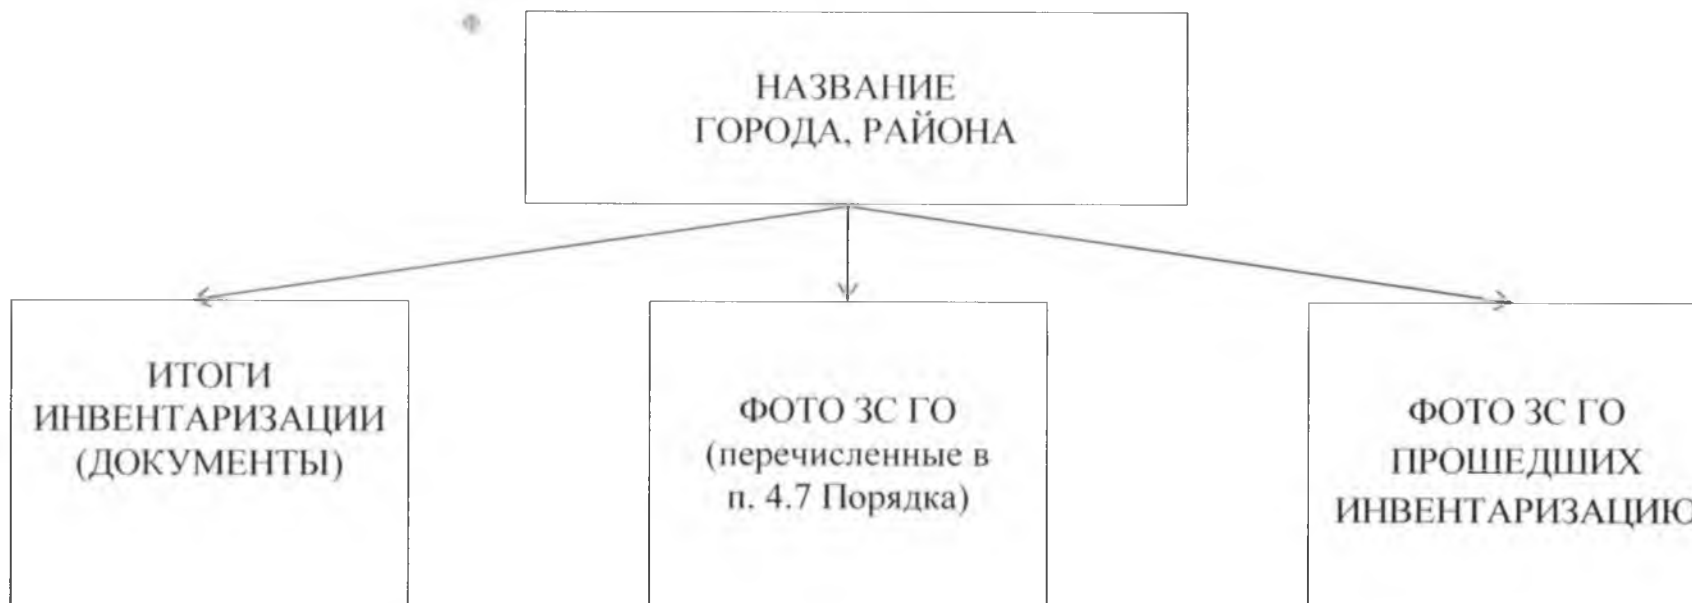 НАЗВАНИЕ
ГОРОДА, РАЙОНА
ИТОГИ
ИНВЕНТАРИЗАЦИИ
(ДОКУМЕНТЫ)
ФОТО ЗС ГО
(перечисленные в
п. 4.7 Порядка)
ФОТО ЗС ГО
ПРОШЕДШИХ
ИНВЕНТАРИЗАЦИЮ